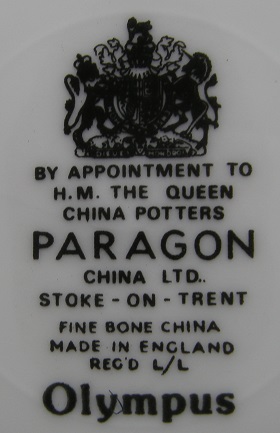 BY APPOINTMENT TO
H.M. THE QUEEN
CHINA POTTERS
PARAGON
CHINA LTD..
STOKE-ON-TRENT
FINE BONE CHINA
MADE IN ENGLAND
REG'D L/L
Olympus